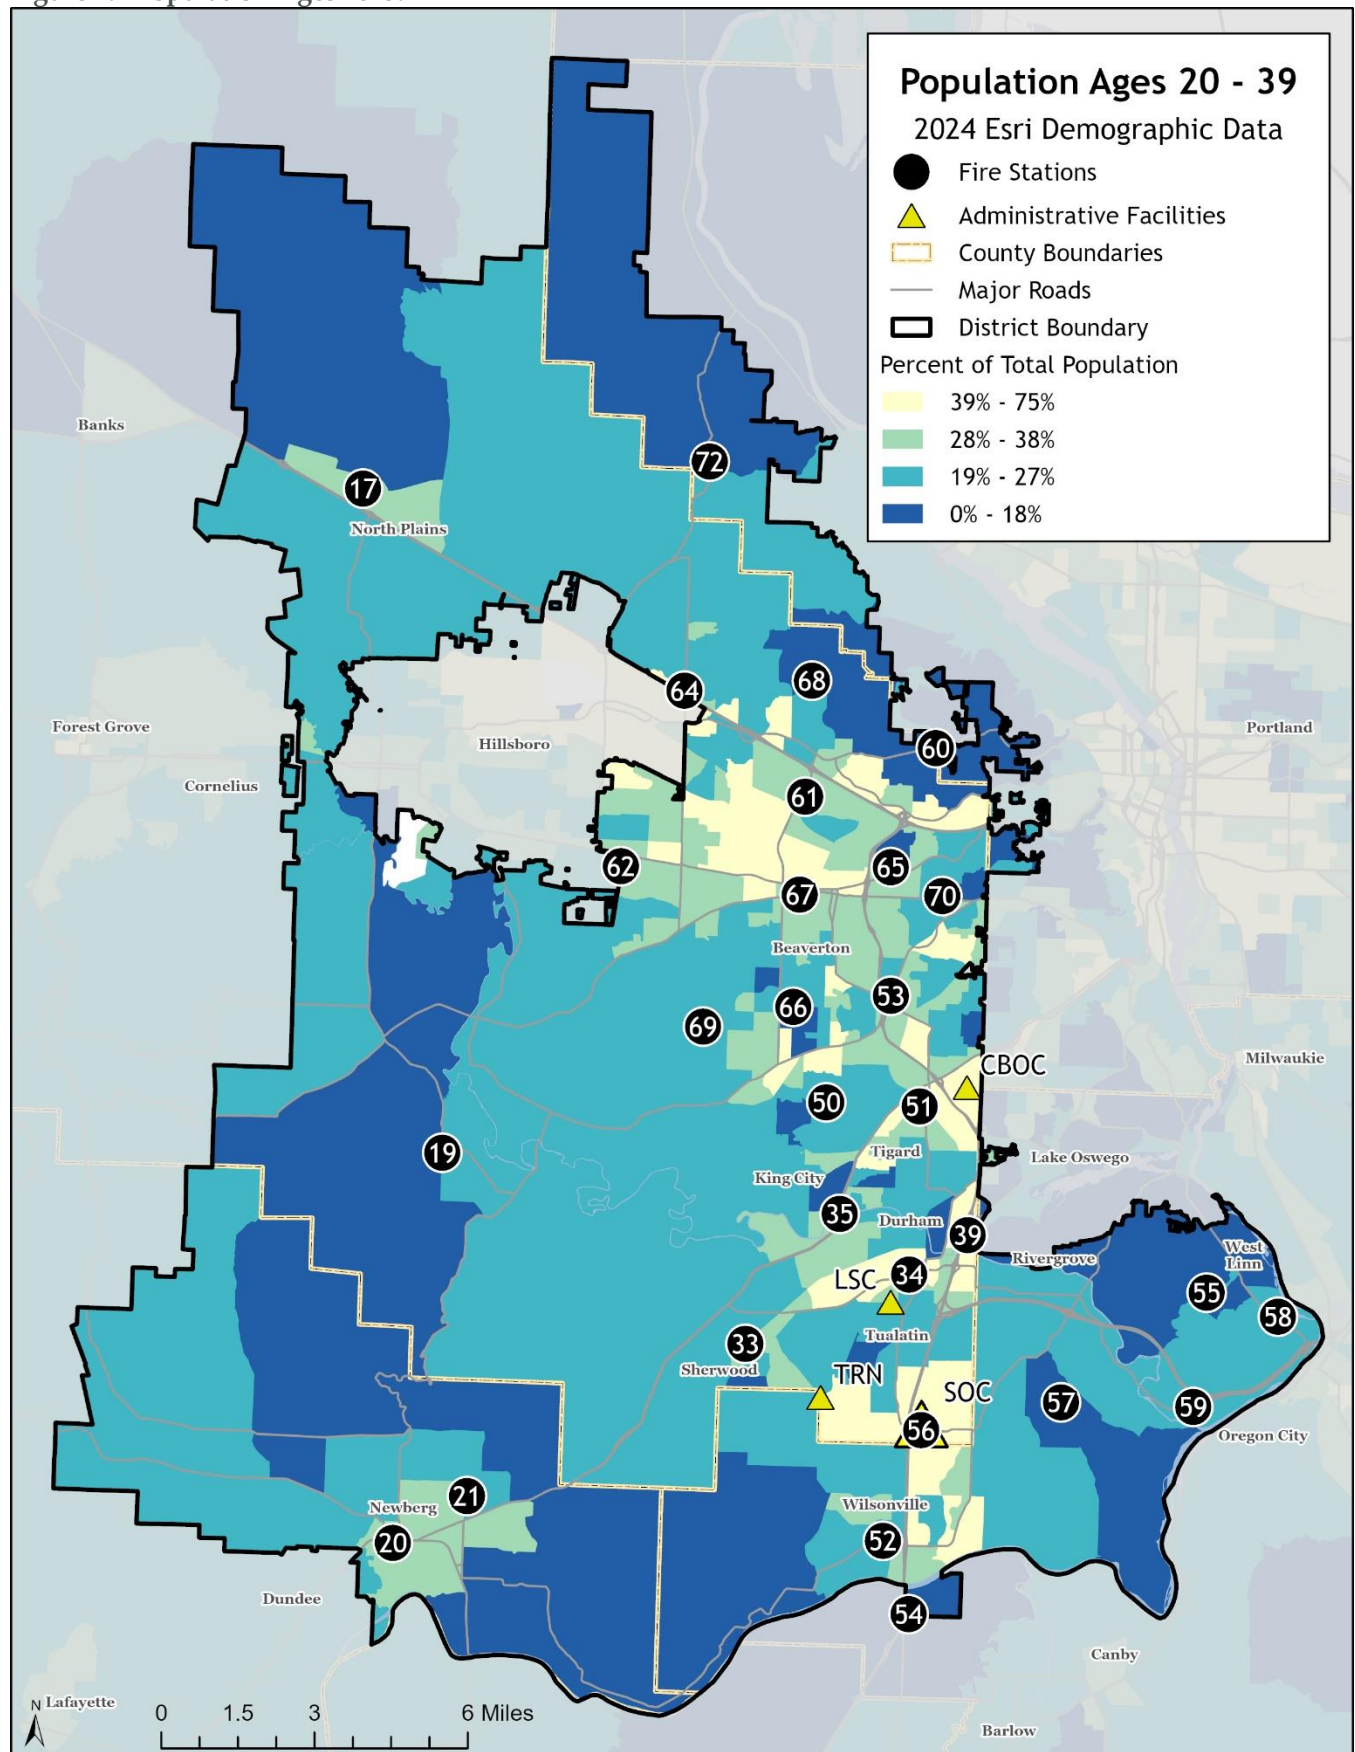 Population Ages 20 - 39
2024 Esri Demographic Data
Fire Stations
Administrative Facilities
County Boundaries
Major Roads
District Boundary
Percent of Total Population
39% - 75%
28% - 38%
19% - 27%
0% - 18%
Banks
72
17
North Plains
68
64
60
Forest Grove
Hillsboro
Portland
Cornelius
61
62
65
67
70
Beaverton
53
66
69
Milwaukie
CBOC
50
51
19
Tigard
Lake Oswego
King City
35
Durham
39
Rivergrove
West
Linn
LSC
34
55
58
Tualatin
33
Sherwood
TRN
SOC
57
59
56
Oregon City
21
Newberg
Wilsonville
20
52
Dundee
54
Canby
N
Lafayette
0 1.5 3 6 Miles
Barlow